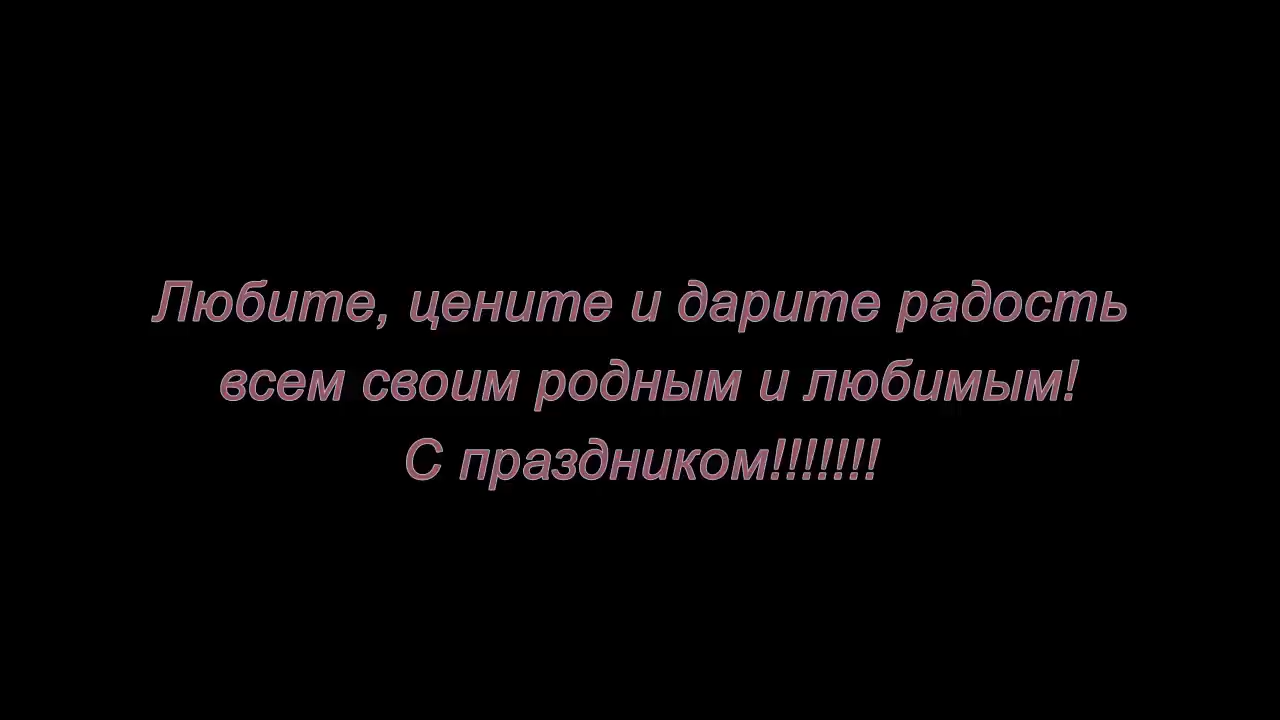 Любите, цените и дарите радость
всем своим родным и любимым!
С праздником!!!!!!!